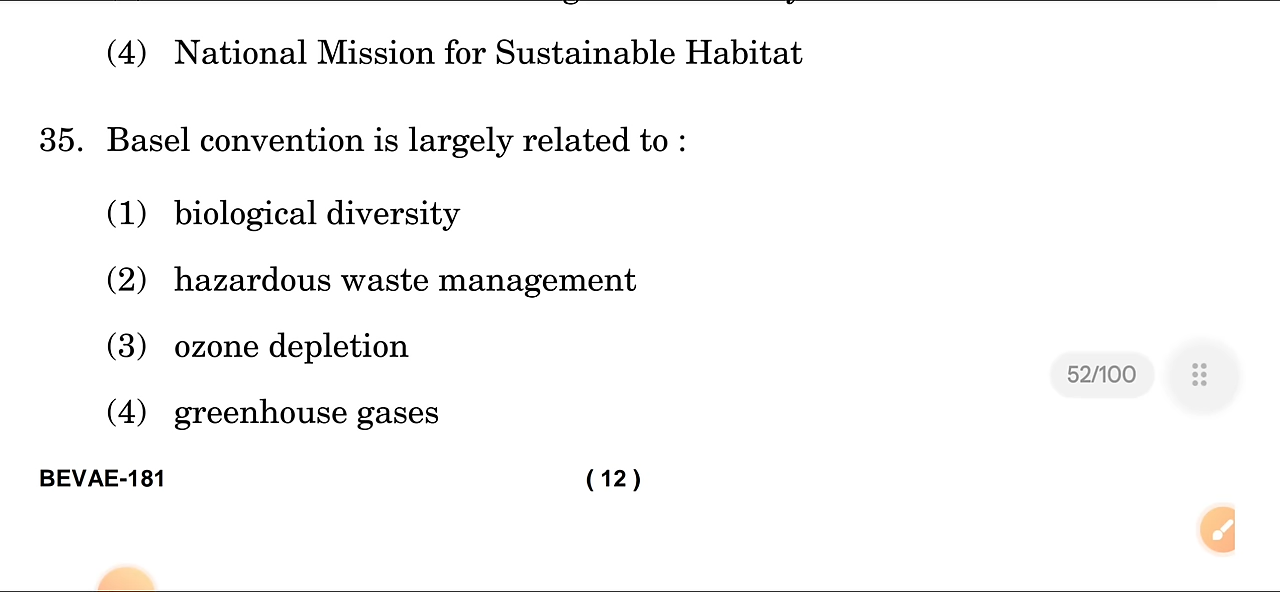 (4) National Mission for Sustainable Habitat
35. Basel convention is largely related to :
(1) biological diversity
(2) hazardous waste management
(3) ozone depletion
(4) greenhouse gases
52/100
BEVAE-181 ( 12 )